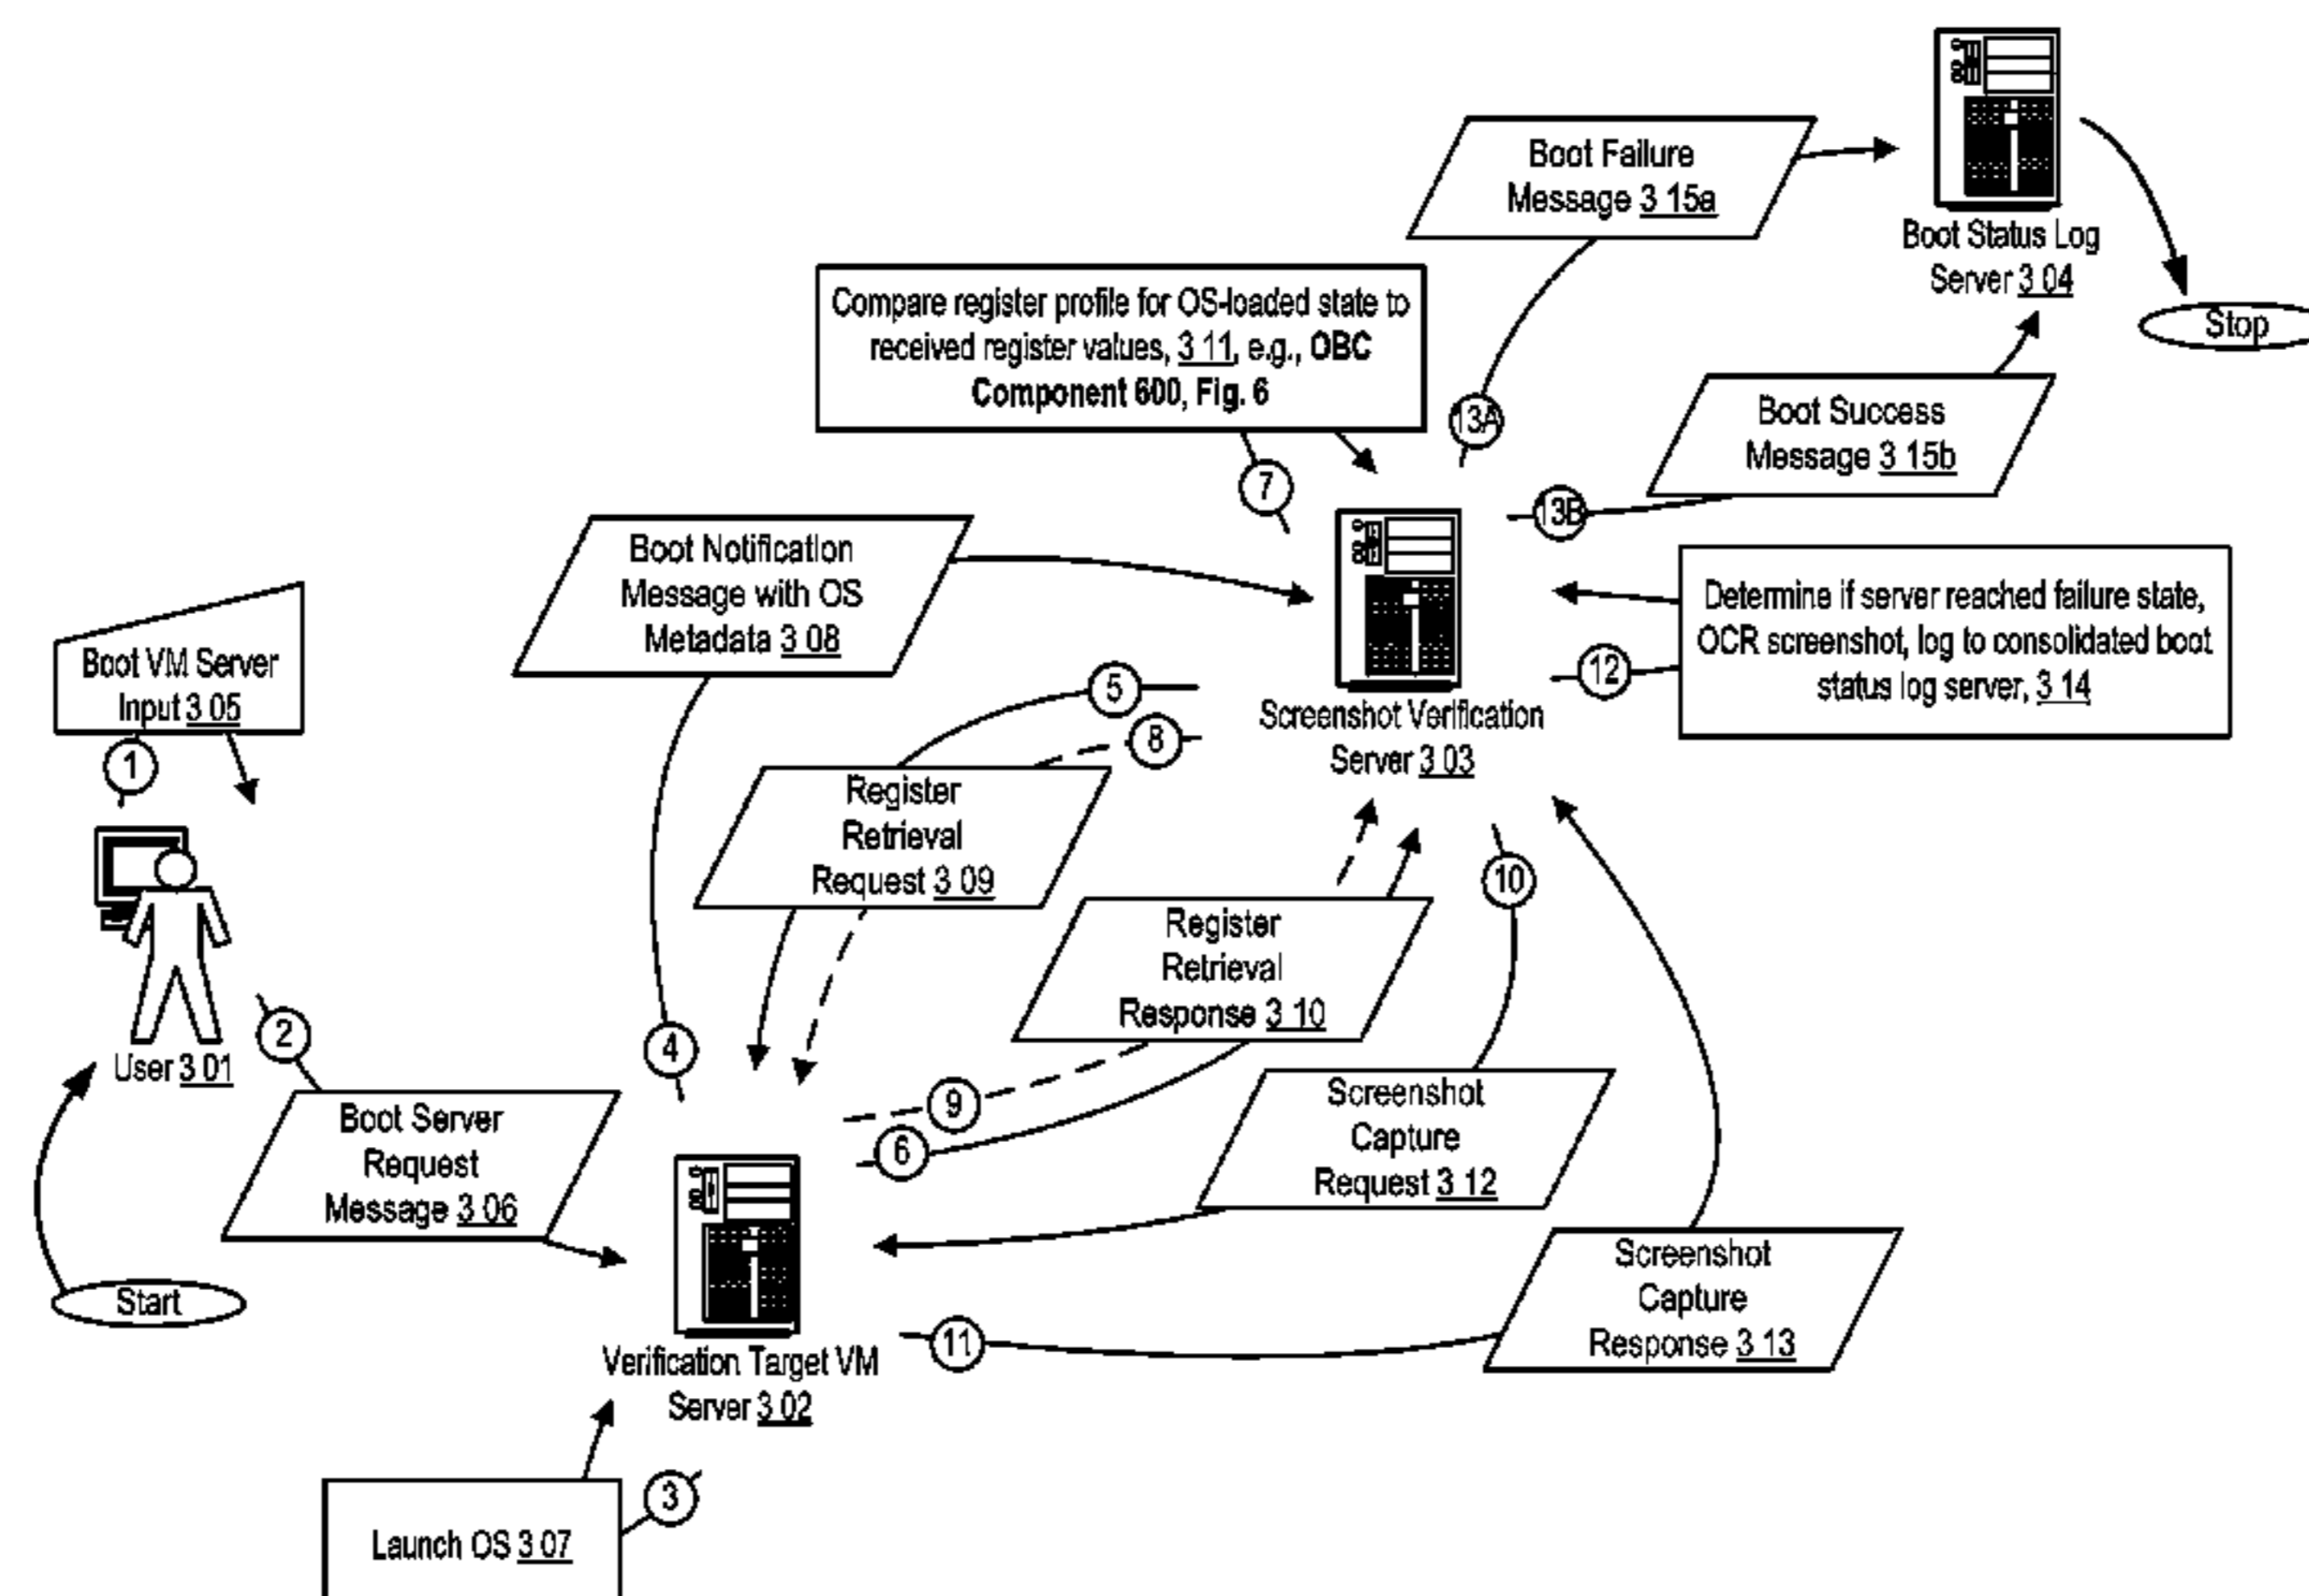 Boot Failure
Message 3 15a
Boot Status Log
Server 3 04
Stop
Compare register profile for OS-loaded state to
received register values, 3 11, e.g., OBC
Component 600, Fig. 6
13A
Boot Success
Message 3 15b
7
13B
Boot Notification
Message with OS
Metadata 3 08
Determine if server reached failure state,
OCR screenshot, log to consolidated boot
status log server, 3 14
12
Boot VM Server
Input 3 05
1
5
8
Screenshot Verification
Server 3 03
Register
Retrieval
Request 3 09
10
Register
Retrieval
Response 3 10
2
4
User 3 01
9
6
Boot Server
Request
Message 3 06
Screenshot
Capture
Request 3 12
Start
Screenshot
Capture
Response 3 13
11
Verification Target VM
Server 3 02
3
Launch OS 3 07